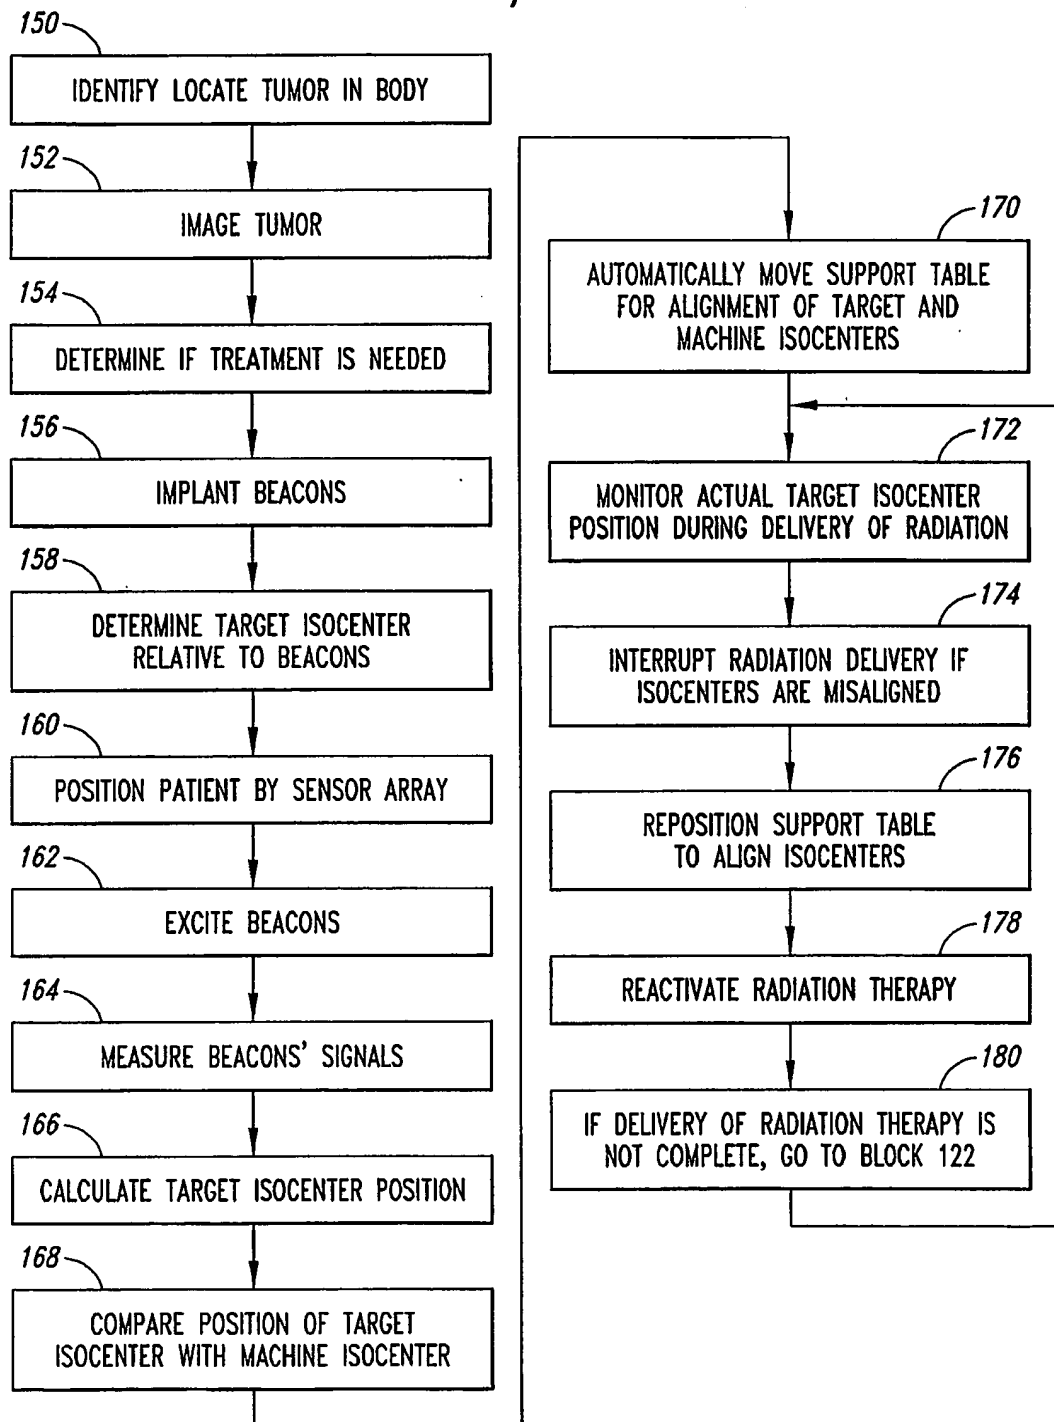 150
IDENTIFY LOCATE TUMOR IN BODY
152
IMAGE TUMOR
154
DETERMINE IF TREATMENT IS NEEDED
156
IMPLANT BEACONS
158
DETERMINE TARGET ISOCENTER
RELATIVE TO BEACONS
160
POSITION PATIENT BY SENSOR ARRAY
162
EXCITE BEACONS
164
MEASURE BEACONS' SIGNALS
166
CALCULATE TARGET ISOCENTER POSITION
168
COMPARE POSITION OF TARGET
ISOCENTER WITH MACHINE ISOCENTER
170
AUTOMATICALLY MOVE SUPPORT TABLE
FOR ALIGNMENT OF TARGET AND
MACHINE ISOCENTERS
172
MONITOR ACTUAL TARGET ISOCENTER
POSITION DURING DELIVERY OF RADIATION
174
INTERRUPT RADIATION DELIVERY IF
ISOCENTERS ARE MISALIGNED
176
REPOSITION SUPPORT TABLE
TO ALIGN ISOCENTERS
178
REACTIVATE RADIATION THERAPY
180
IF DELIVERY OF RADIATION THERAPY IS
NOT COMPLETE, GO TO BLOCK 122